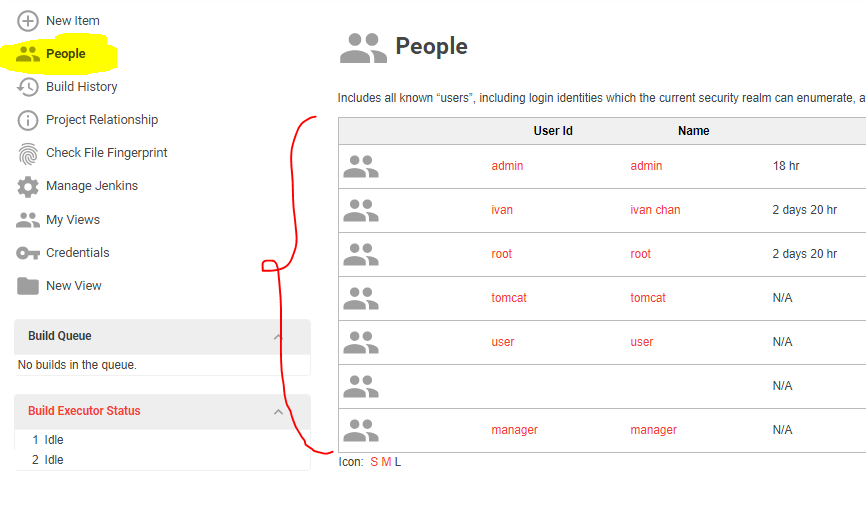 New Item
People
Build History
Project Relationship
Check File Fingerprint
Manage Jenkins
My Views
Credentials
New View
Build Queue
No builds in the queue.
Build Executor Status
1 Idle
2 Idle
People
Includes all known “users”, including login identities which the current security realm can enumerate, a
User Id Name
admin admin 18 hr
ivan ivan chan 2 days 20 hr
root root 2 days 20 hr
tomcat tomcat N/A
user user N/A
N/A
manager manager N/A
Icon: S M L